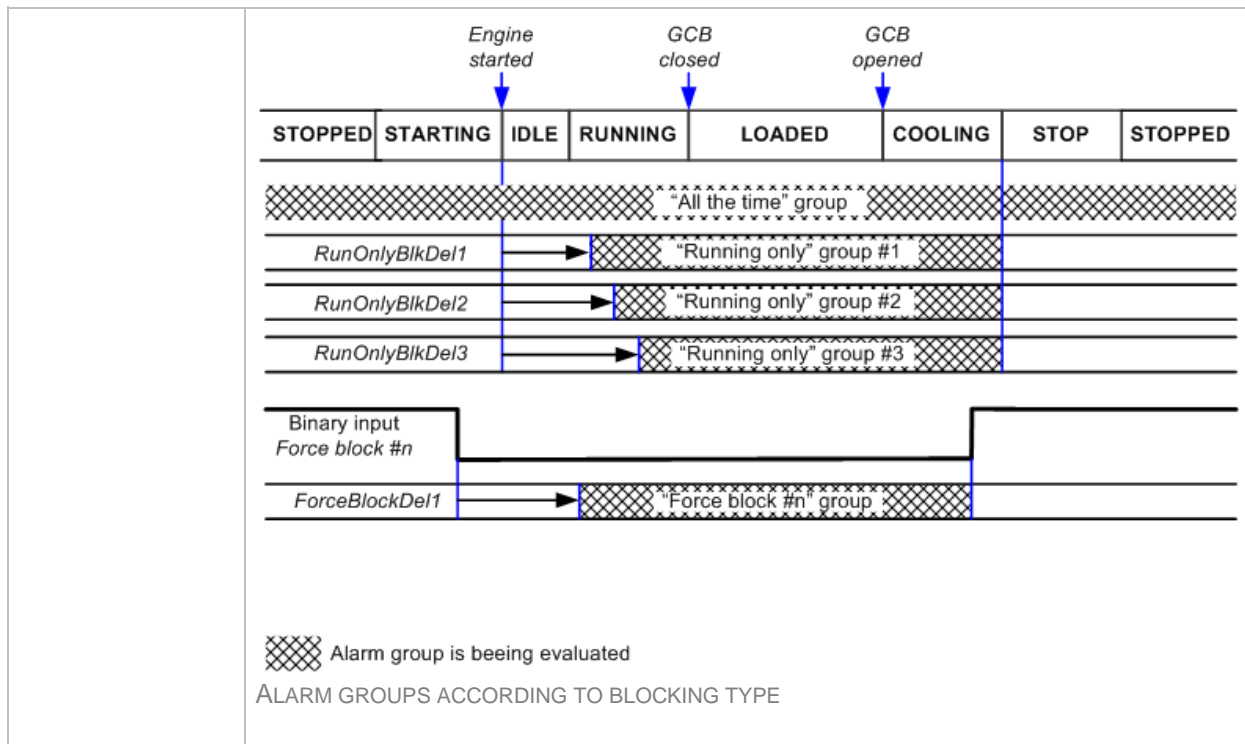 Engine
started
GCB
closed
GCB
opened
STOPPED STARTING IDLE RUNNING LOADED COOLING STOP STOPPED
“All the time” group
RunOnlyBlkDel1 “Running only” group #1
RunOnlyBlkDel2 “Running only” group #2
RunOnlyBlkDel3 “Running only” group #3
Binary input
Force block #n
ForceBlockDel1 “Force block #n” group
Alarm group is beeing evaluated
ALARM GROUPS ACCORDING TO BLOCKING TYPE